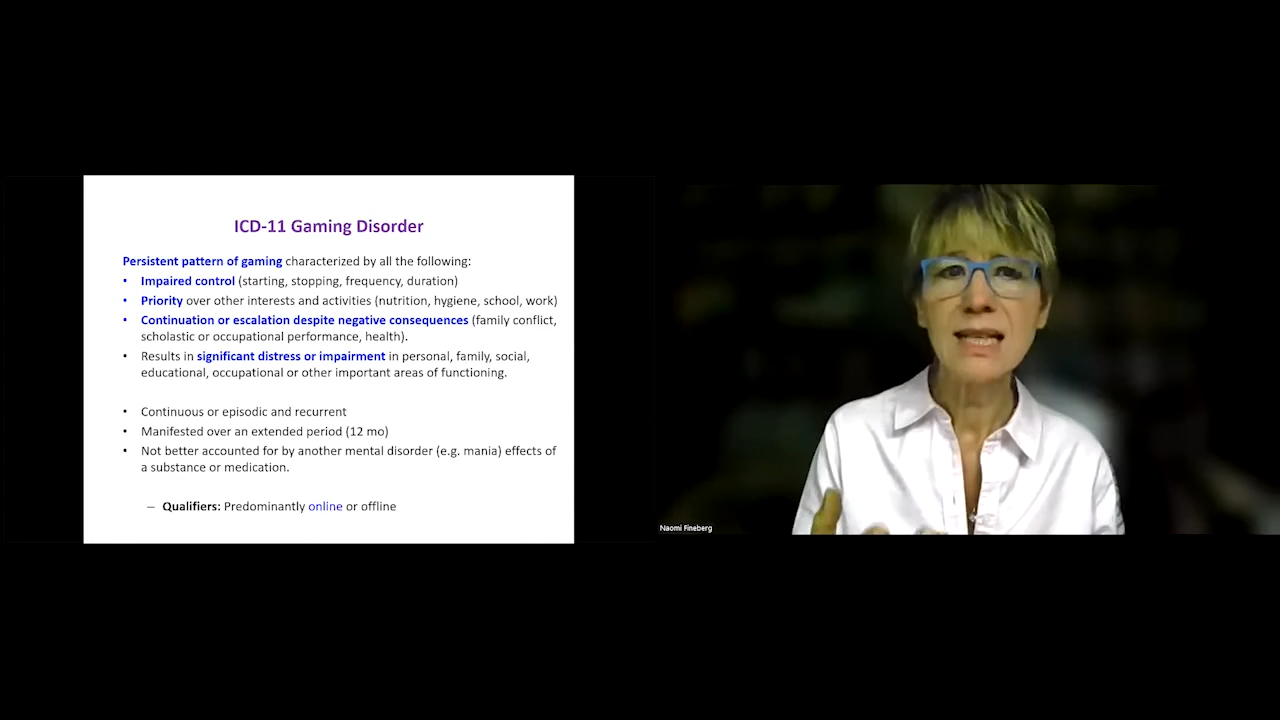 ICD-11 Gaming Disorder
Persistent pattern of gaming characterized by all the following:
• Impaired control (starting, stopping, frequency, duration)
• Priority over other interests and activities (nutrition, hygiene, school, work)
• Continuation or escalation despite negative consequences (family conflict,
scholastic or occupational performance, health).
• Results in significant distress or impairment in personal, family, social,
educational, occupational or other important areas of functioning.
• Continuous or episodic and recurrent
• Manifested over an extended period (12 mo)
• Not better accounted for by another mental disorder (e.g. mania) effects of
a substance or medication.
– Qualifiers: Predominantly online or offline
Naomi Fineberg